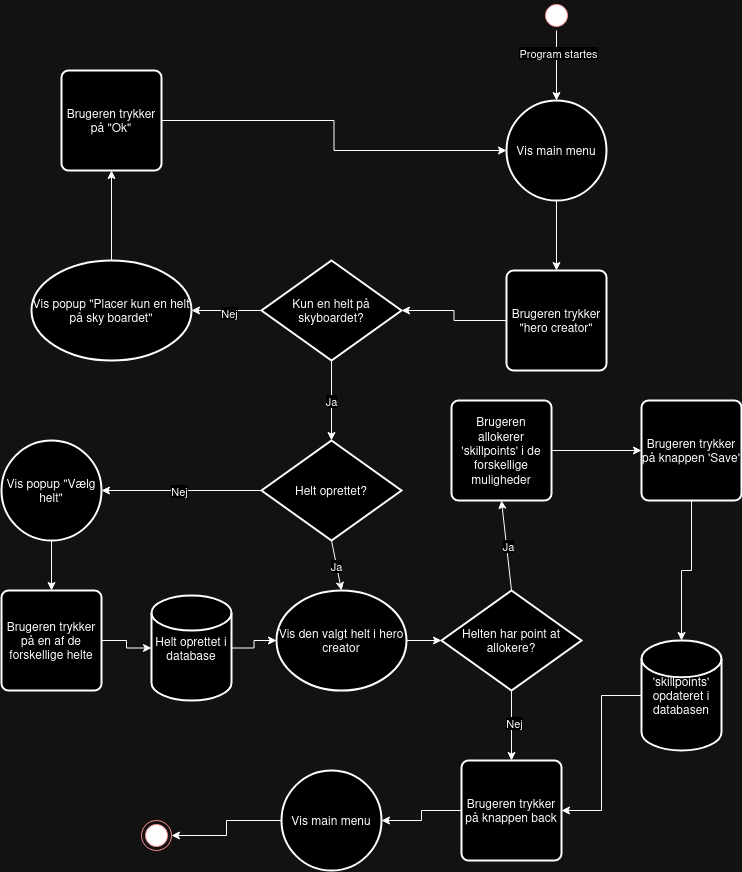 Program startes
Brugeren trykker
på "Ok"
Vis main menu
Vis popup "Placer kun en helt
på sky boardet"
Nej
Kun en helt på
skyboardet?
Brugeren trykker
"hero creator"
Ja
Brugeren
allokerer
'skillpoints' i de
forskellige
muligheder
Brugeren trykker
på knappen 'Save'
Vis popup "Vælg
helt"
Nej
Helt oprettet?
Ja
Ja
Brugeren trykker
på en af de
forskellige helte
Helt oprettet i
database
Vis den valgt helt i hero
creator
Helten har point at
allokere?
'skillpoints'
opdateret i
databasen
Nej
Brugeren trykker
på knappen back
Vis main menu